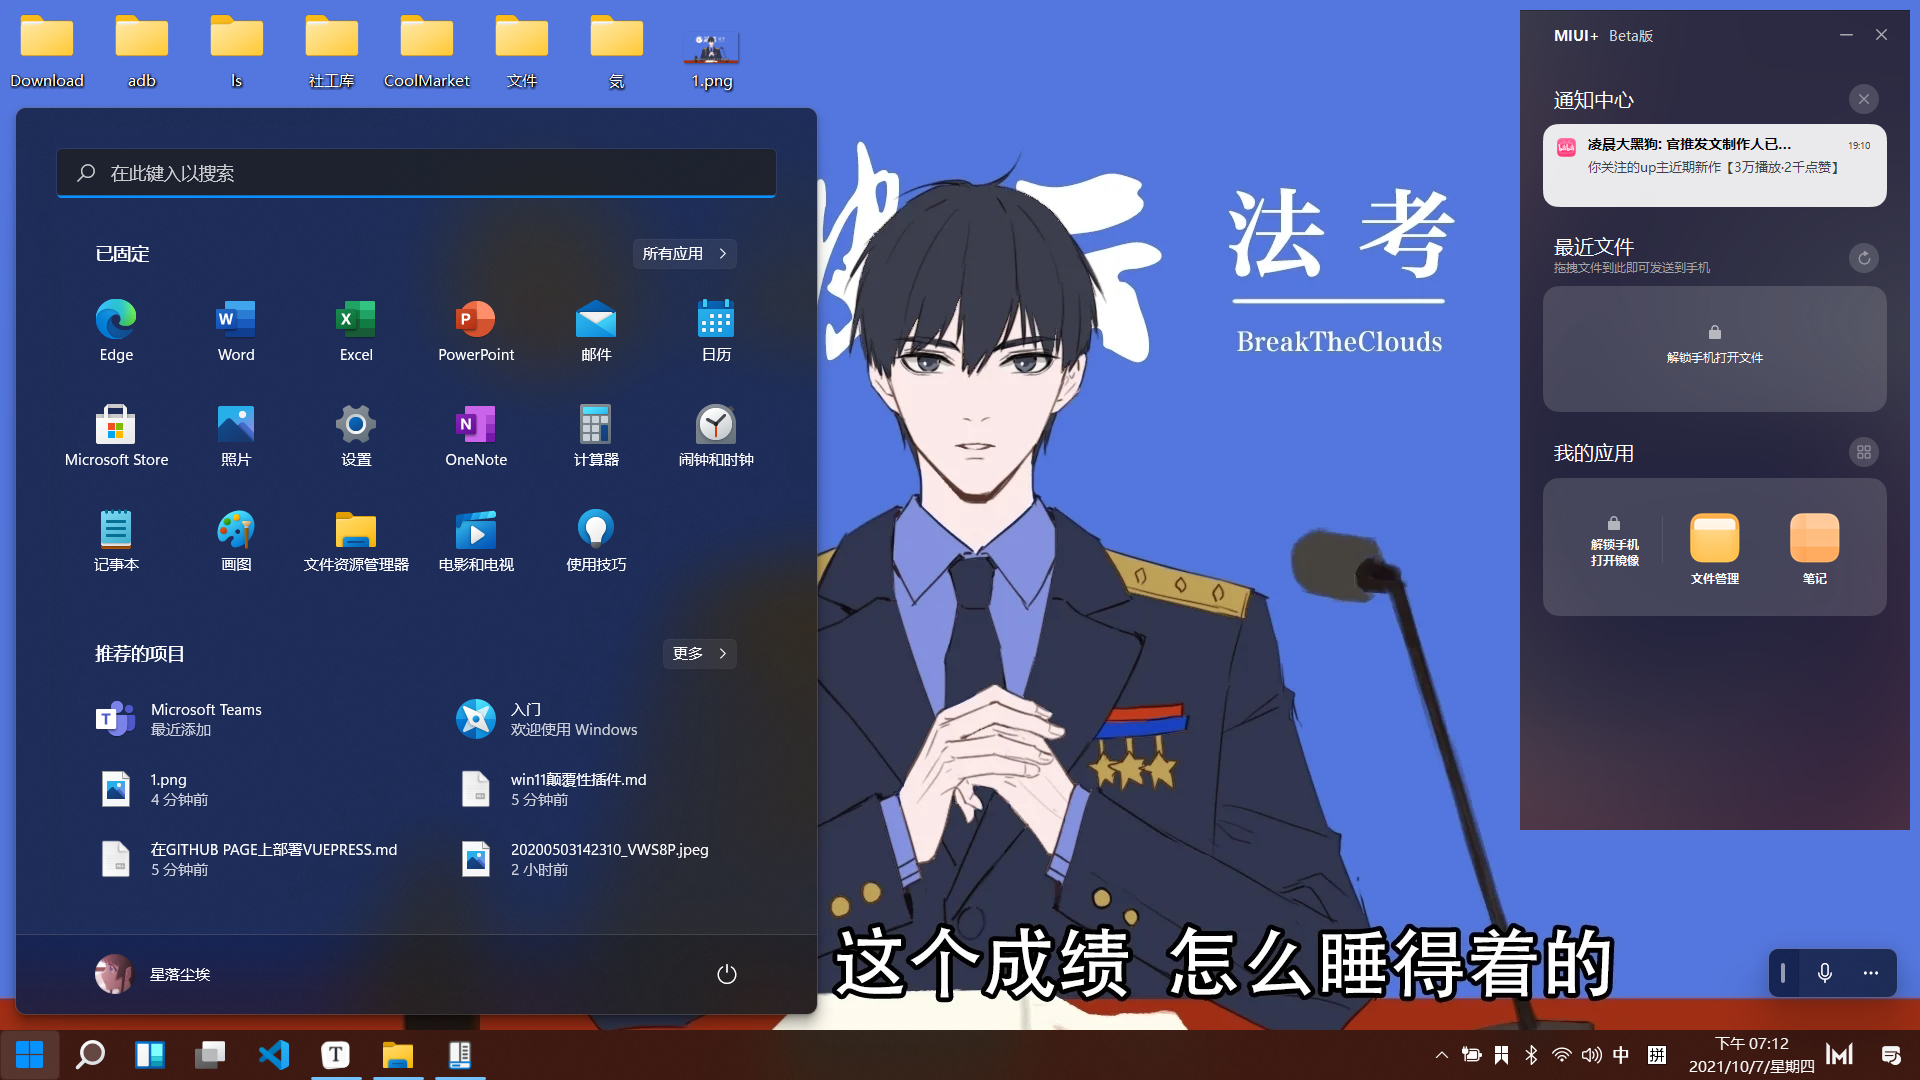 Download
adb
ls
社工库
CoolMarket
文件
気
1.png
在此键入以搜索
已固定
所有应用
Edge
Word
Excel
PowerPoint
邮件
日历
Microsoft Store
照片
设置
OneNote
计算器
闹钟和时钟
记事本
画图
文件资源管理器
电影和电视
使用技巧
推荐的项目
更多
Microsoft Teams
最近添加
入门
欢迎使用 Windows
1.png
4 分钟前
win11颠覆性插件.md
5 分钟前
在GITHUB PAGE上部署VUEPRESS.md
5 分钟前
20200503142310_VWS8P.jpeg
2 小时前
星落尘埃
法考
BreakTheClouds
这个成绩 怎么睡得着的
MIUI+ Beta版
通知中心
凌晨大黑狗: 官推发文制作人已...
19:10
你关注的up主近期新作【3万播放·2千点赞】
最近文件
拖拽文件到此即可发送到手机
解锁手机打开文件
我的应用
解锁手机
打开镜像
文件管理
笔记
中
拼
下午 07:12
2021/10/7/星期四